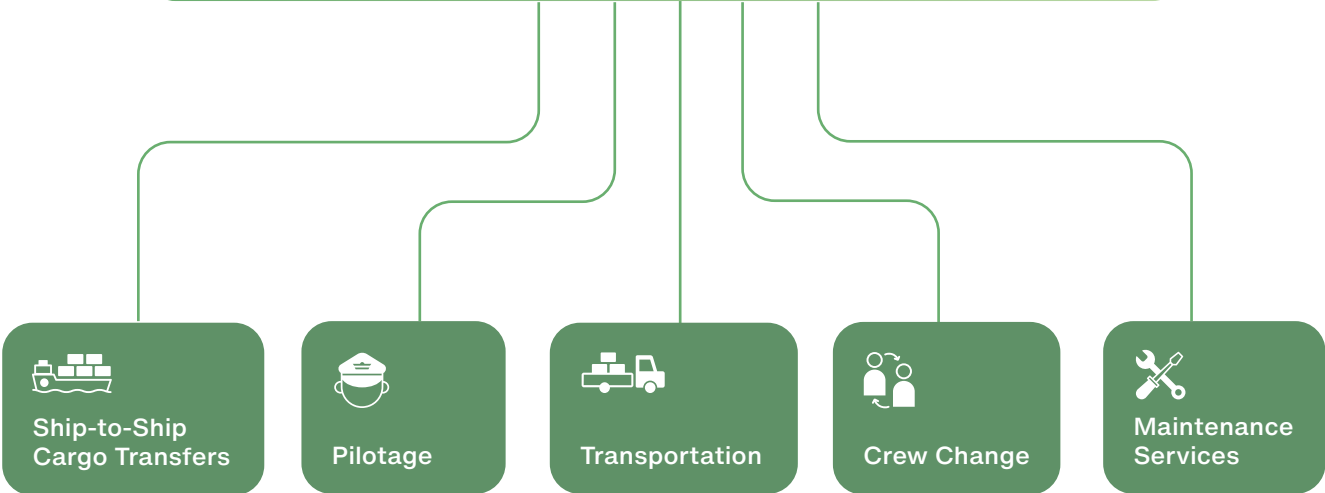 Ship-to-Ship
Cargo Transfers
Pilotage
Transportation
Crew Change
Maintenance
Services